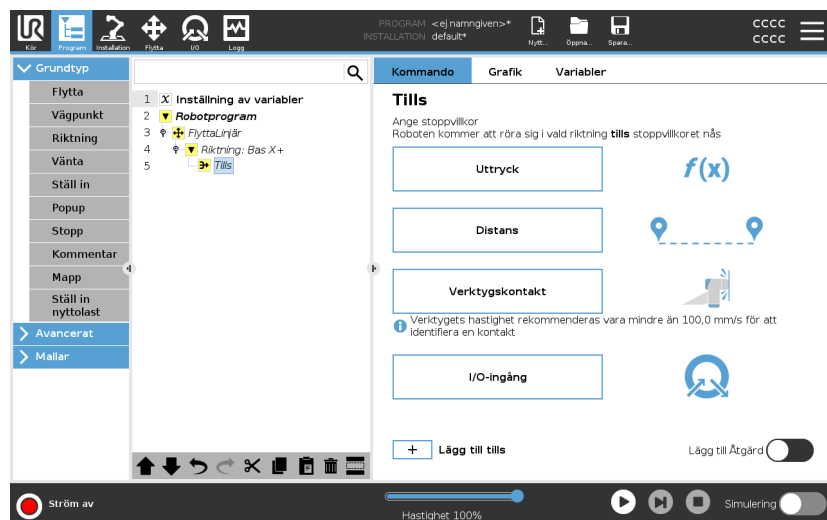 UR
Kör
Program
Installation
Flytta
I/O
Logg
PROGRAM <ej namngiven>*
INSTALLATION default*
Nytt...
Öppna...
Spara...
CCCC
CCCC
Grundtyp
Flytta
Vägpunkt
Riktning
Vänta
Ställ in
Popup
Stopp
Kommentar
Mapp
Ställ in
nyttolast
Avancerat
Mallar
1 X Inställning av variabler
2 Robotprogram
3 FlyttaLinjär
4 Riktning: Bas X+
5 Tills
Kommando Grafik Variabler
Tills
Ange stoppvillkor
Roboten kommer att röra sig i vald riktning tills stoppvillkoret nås
Uttryck
f(x)
Distans
Verktygskontakt
Verktygets hastighet rekommenderas vara mindre än 100,0 mm/s för att
identifiera en kontakt
I/O-ingång
+ Lägg till tills
Lägg till Åtgärd
Ström av
Hastighet 100%
Simulering